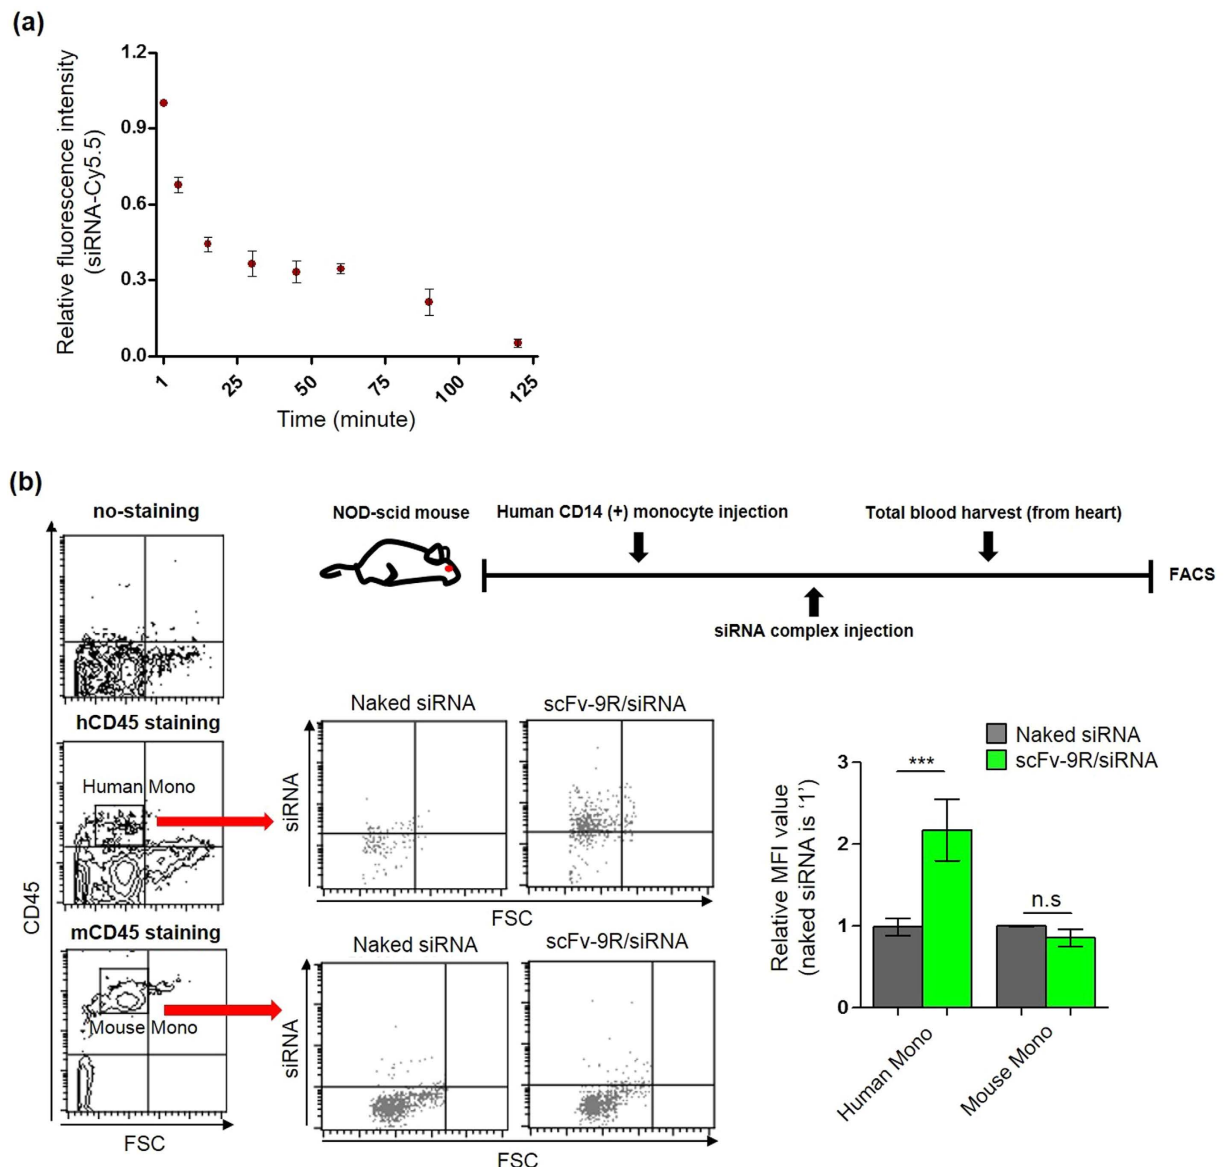 (a)
Relative fluorescence intensity
(siRNA-Cy5.5)
1.2
0.9
0.6
0.3
0.0
1
25
50
75
100
125
Time (minute)
(b)
no-staining
hCD45 staining
Human Mono
mCD45 staining
Mouse Mono
CD45
FSC
NOD-scid mouse
Human CD14 (+) monocyte injection
Total blood harvest (from heart)
siRNA complex injection
FACS
Naked siRNA
scFv-9R/siRNA
siRNA
FSC
Naked siRNA
scFv-9R/siRNA
siRNA
FSC
Naked siRNA
scFv-9R/siRNA
Relative MFI value
(naked siRNA is ‘1’)
3
2
1
0
***
n.s
Human Mono
Mouse Mono